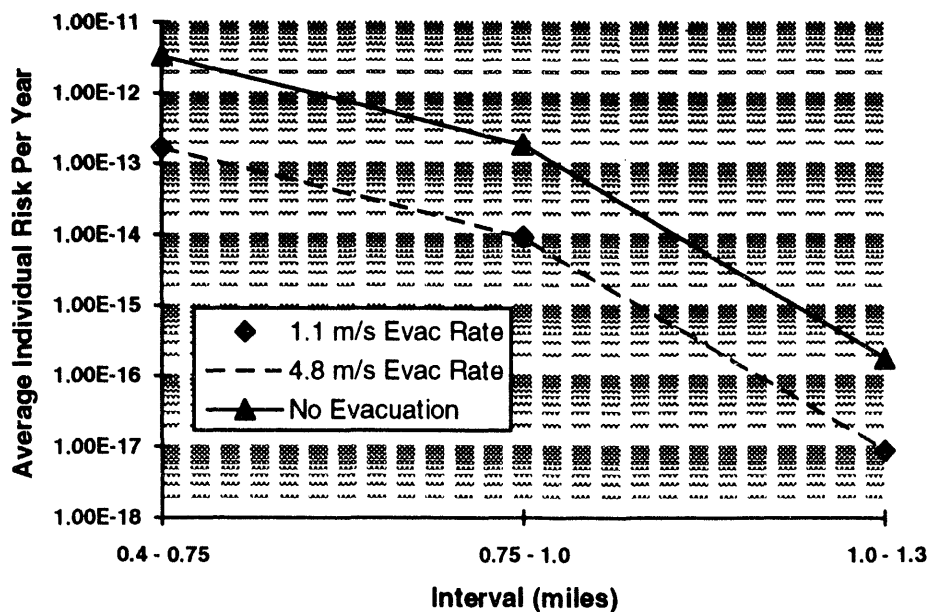 Average Individual Risk Per Year
1.00E-11
1.00E-12
1.00E-13
1.00E-14
1.00E-15
1.00E-16
1.00E-17
1.00E-18
1.1 m/s Evac Rate
4.8 m/s Evac Rate
No Evacuation
0.4 - 0.75
0.75 - 1.0
1.0 - 1.3
Interval (miles)